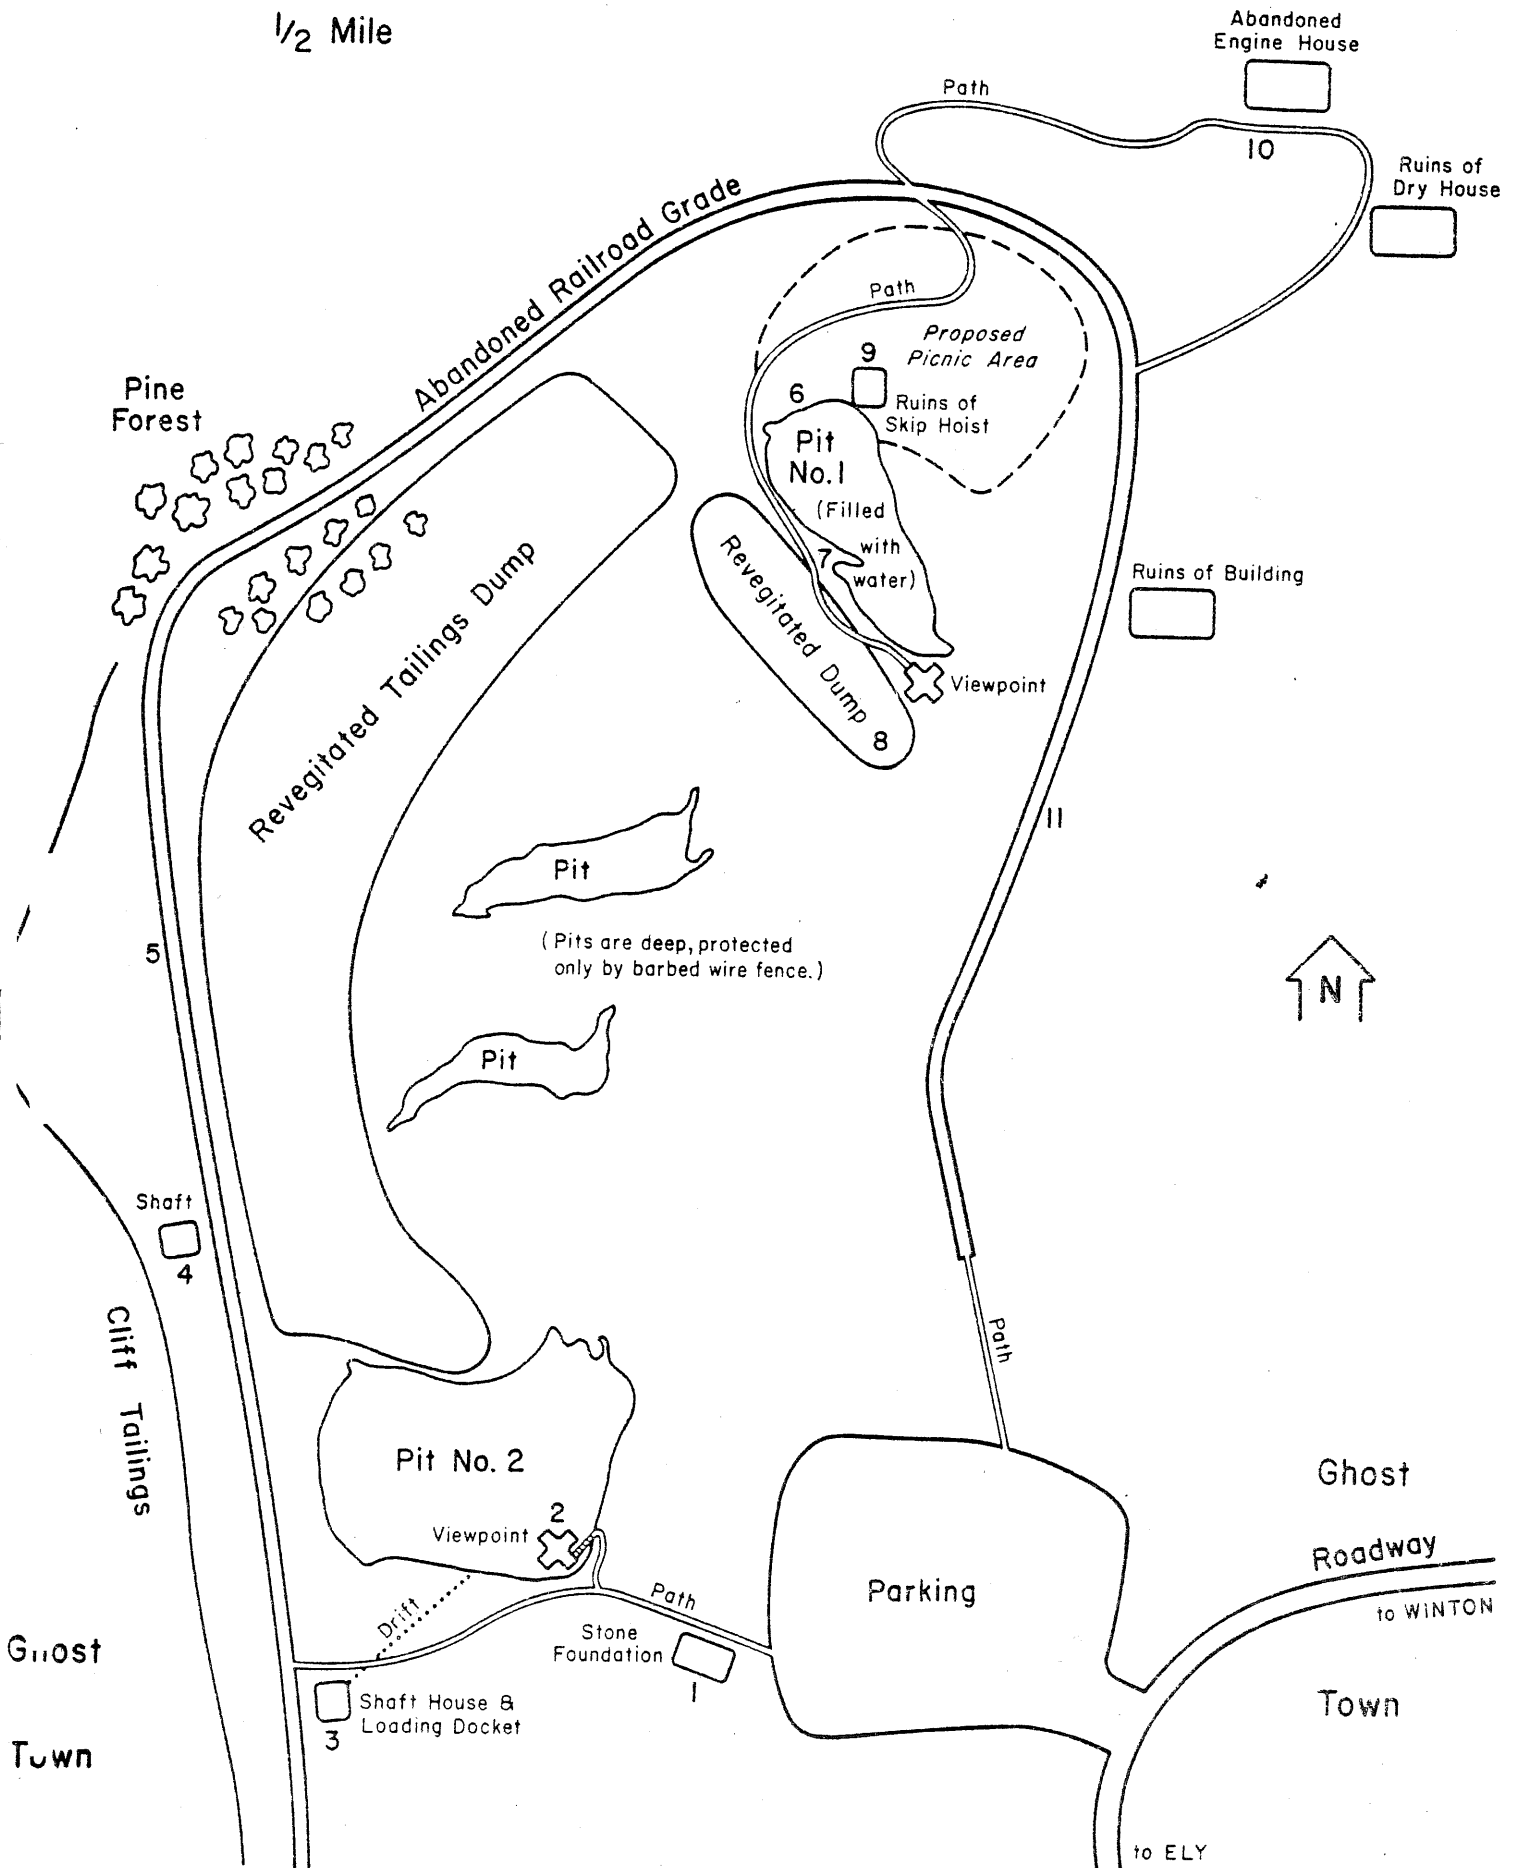 1/2 Mile
Abandoned
Engine House
Path
10
Ruins of
Dry House
Abandoned Railroad Grade
Path
Proposed
Picnic Area
9
6
Ruins of
Skip Hoist
Pine
Forest
Pit
No. 1
(Filled
with
water)
7
Revegitated Dump
8
Viewpoint
Ruins of Building
Revegitated Tailings Dump
11
Pit
(Pits are deep, protected
only by barbed wire fence.)
5
N
Pit
Shaft
4
Cliff Tailings
Path
Pit No. 2
2
Viewpoint
Ghost
Roadway
to WINTON
Parking
Path
Drift
Stone
Foundation
1
Ghost
Shaft House &
Loading Docket
3
Town
Town
to ELY